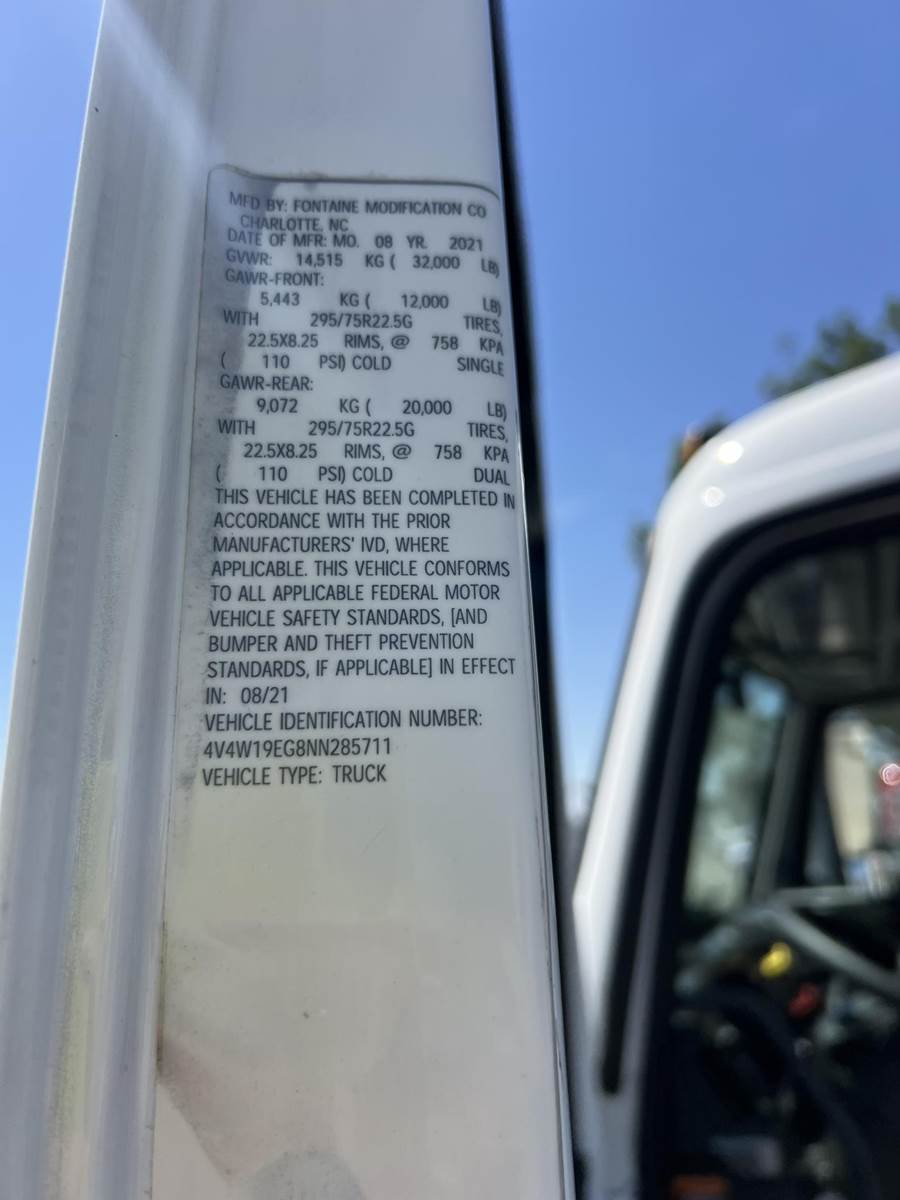 MFD BY: FONTAINE MODIFICATION CO
CHARLOTTE, NC
DATE OF MFR: MO. 08 YR. 2021
GVWR: 14,515 KG ( 32,000 LB)
GAWR-FRONT:
5,443 KG ( 12,000 LB)
WITH 295/75R22.5G TIRES,
22.5X8.25 RIMS, @ 758 KPA
( 110 PSI) COLD SINGLE
GAWR-REAR:
9,072 KG ( 20,000 LB)
WITH 295/75R22.5G TIRES,
22.5X8.25 RIMS, @ 758 KPA
( 110 PSI) COLD DUAL
THIS VEHICLE HAS BEEN COMPLETED IN
ACCORDANCE WITH THE PRIOR
MANUFACTURERS' IVD, WHERE
APPLICABLE. THIS VEHICLE CONFORMS
TO ALL APPLICABLE FEDERAL MOTOR
VEHICLE SAFETY STANDARDS, [AND
BUMPER AND THEFT PREVENTION
STANDARDS, IF APPLICABLE] IN EFFECT
IN: 08/21
VEHICLE IDENTIFICATION NUMBER:
4V4W19EG8NN285711
VEHICLE TYPE: TRUCK